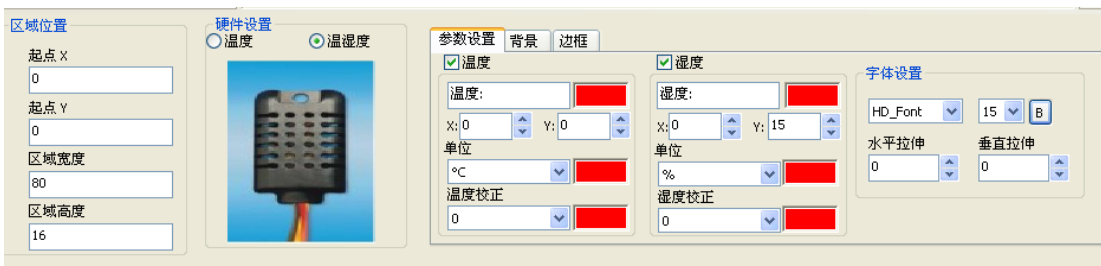 区域位置
起点 X
0
起点 Y
0
区域宽度
80
区域高度
16
硬件设置
温度 温湿度
参数设置 背景 边框
温度
温度:
X: 0 Y: 0
单位
℃
温度校正
0
湿度
湿度:
X: 0 Y: 15
单位
%
湿度校正
0
字体设置
HD_Font 15 B
水平拉伸 垂直拉伸
0 0